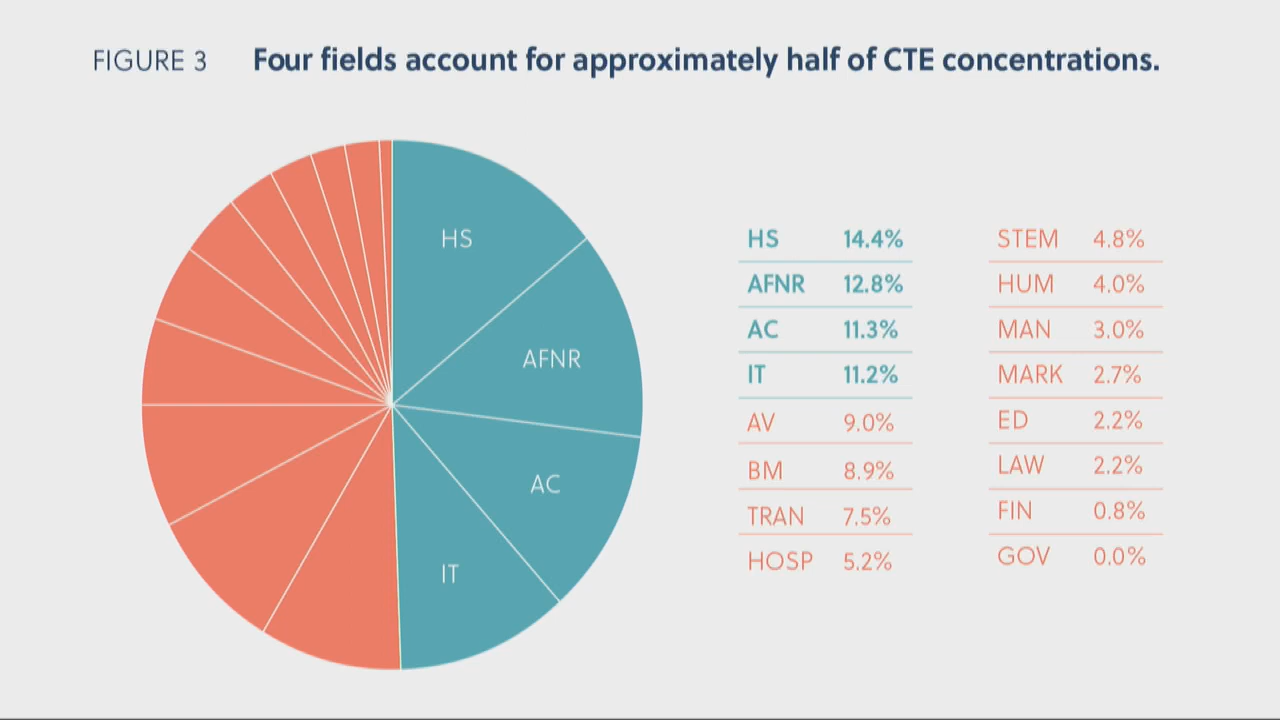 FIGURE 3 Four fields account for approximately half of CTE concentrations.
HS
AFNR
AC
IT
HS 14.4%
AFNR 12.8%
AC 11.3%
IT 11.2%
AV 9.0%
BM 8.9%
TRAN 7.5%
HOSP 5.2%
STEM 4.8%
HUM 4.0%
MAN 3.0%
MARK 2.7%
ED 2.2%
LAW 2.2%
FIN 0.8%
GOV 0.0%